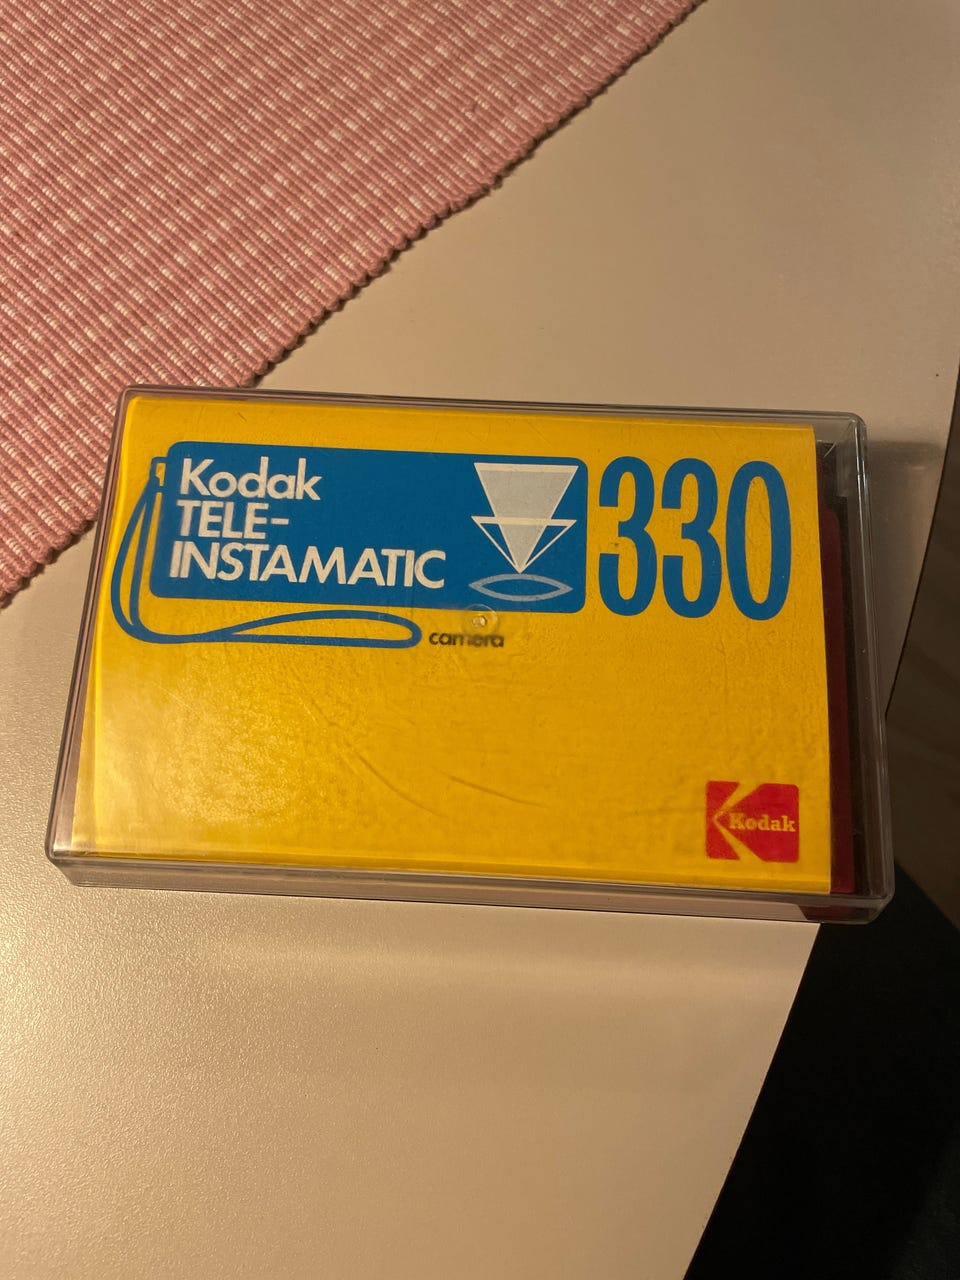 Kodak
TELE-
INSTAMATIC
330
camera
Kodak